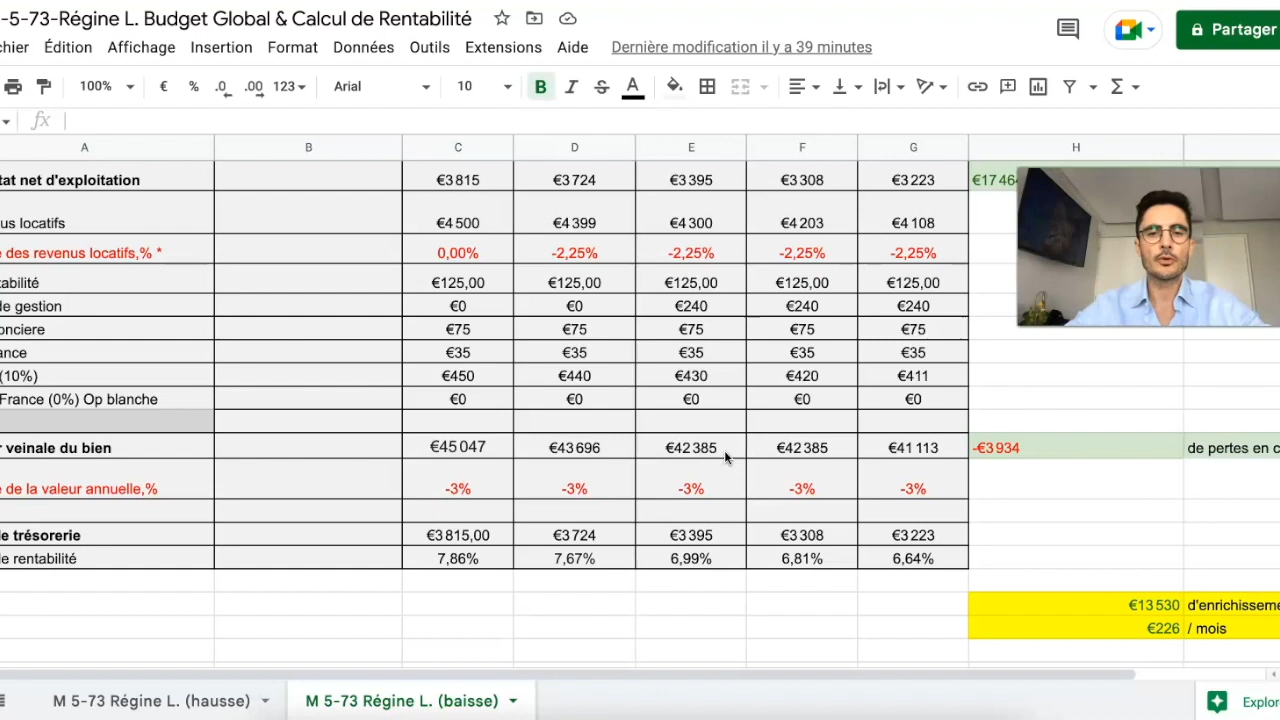 -5-73-Régine L. Budget Global & Calcul de Rentabilité
Partager
chier Édition Affichage Insertion Format Données Outils Extensions Aide Dernière modification il y a 39 minutes
100% € % .0 .00 123 Arial 10 B I S A Σ
fx
A B C D E F G H
tat net d'exploitation €3 815 €3 724 €3 395 €3 308 €3 223 €17 464
us locatifs €4 500 €4 399 €4 300 €4 203 €4 108
e des revenus locatifs,% * 0,00% -2,25% -2,25% -2,25% -2,25%
tabilité €125,00 €125,00 €125,00 €125,00 €125,00
de gestion €0 €0 €240 €240 €240
onciere €75 €75 €75 €75 €75
ance €35 €35 €35 €35 €35
(10%) €450 €440 €430 €420 €411
France (0%) Op blanche €0 €0 €0 €0 €0
r veinale du bien €45 047 €43 696 €42 385 €42 385 €41 113 -€3 934 de pertes en c
e de la valeur annuelle,% -3% -3% -3% -3% -3%
le trésorerie €3 815,00 €3 724 €3 395 €3 308 €3 223
le rentabilité 7,86% 7,67% 6,99% 6,81% 6,64%
€13 530 d'enrichisseme
€226 / mois
M 5-73 Régine L. (hausse) M 5-73 Régine L. (baisse) Explor